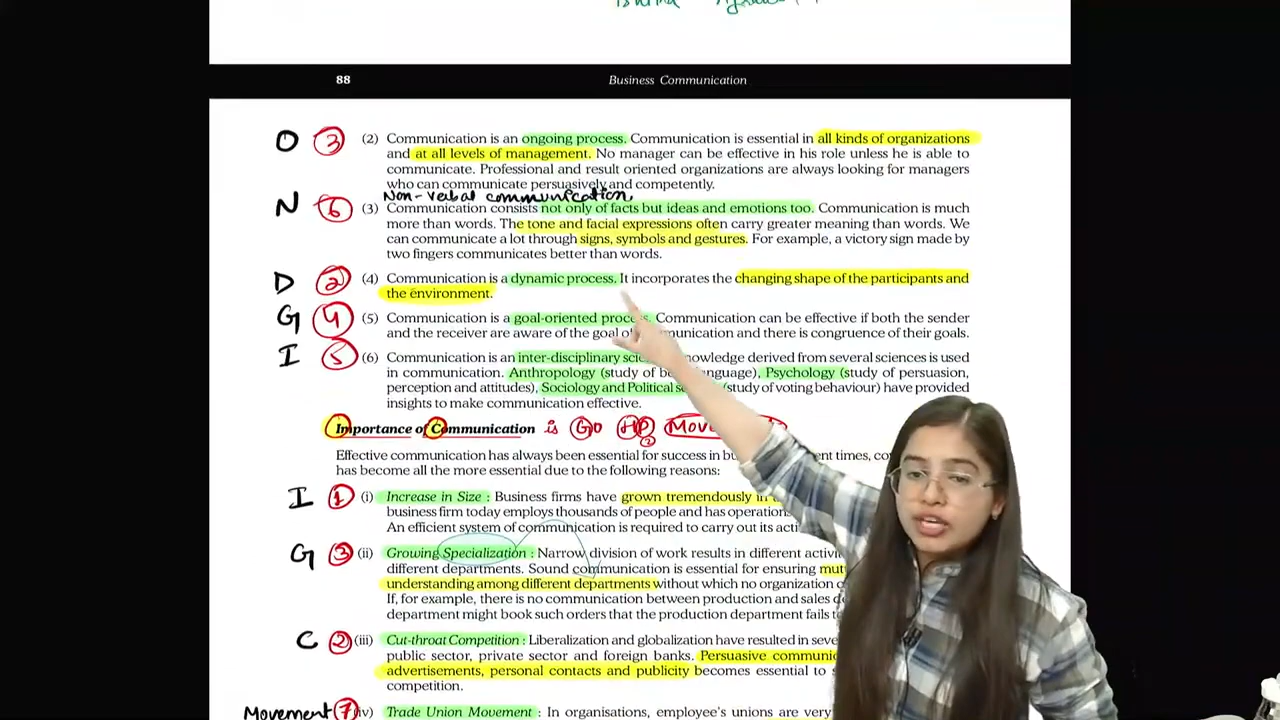 88 Business Communication
O 3 (2) Communication is an ongoing process. Communication is essential in all kinds of organizations
and at all levels of management. No manager can be effective in his role unless he is able to
communicate. Professional and result oriented organizations are always looking for managers
who can communicate persuasively and competently.
Non-verbal communication
N 6 (3) Communication consists not only of facts but ideas and emotions too. Communication is much
more than words. The tone and facial expressions often carry greater meaning than words. We
can communicate a lot through signs, symbols and gestures. For example, a victory sign made by
two fingers communicates better than words.
D 2 (4) Communication is a dynamic process. It incorporates the changing shape of the participants and
the environment.
G 4 (5) Communication is a goal-oriented process. Communication can be effective if both the sender
and the receiver are aware of the goal of communication and there is congruence of their goals.
I 5 (6) Communication is an inter-disciplinary knowledge derived from several sciences is used
in communication. Anthropology (study of language), Psychology (study of persuasion,
perception and attitudes), Sociology and Political (study of voting behaviour) have provided
insights to make communication effective.
Importance of Communication is GO HP 2
Effective communication has always been essential for success in times,
has become all the more essential due to the following reasons:
I 1 (i) Increase in Size : Business firms have grown tremendously in
business firm today employs thousands of people and has
An efficient system of communication is required to carry out its
G 3 (ii) Growing Specialization : Narrow division of work results in different
different departments. Sound communication is essential for ensuring
understanding among different departments without which no organization
If, for example, there is no communication between production and sales
department might book such orders that the production department fails
C 2 (iii) Cut-throat Competition : Liberalization and globalization have resulted in
public sector, private sector and foreign banks. Persuasive
advertisements, personal contacts and publicity becomes essential to
competition.
Movement 7 (iv) Trade Union Movement : In organisations, employee's unions are very